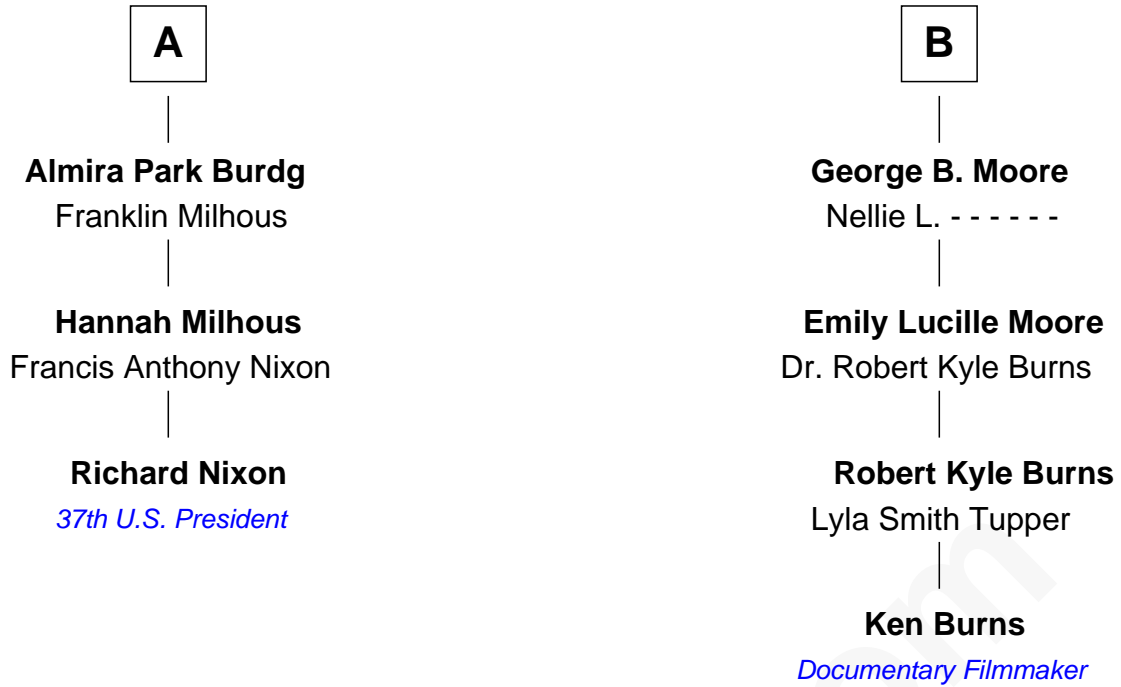 A
Almira Park Burdg
Franklin Milhous
Hannah Milhous
Francis Anthony Nixon
Richard Nixon
37th U.S. President
B
George B. Moore
Nellie L. - - - - - -
Emily Lucille Moore
Dr. Robert Kyle Burns
Robert Kyle Burns
Lyla Smith Tupper
Ken Burns
Documentary Filmmaker